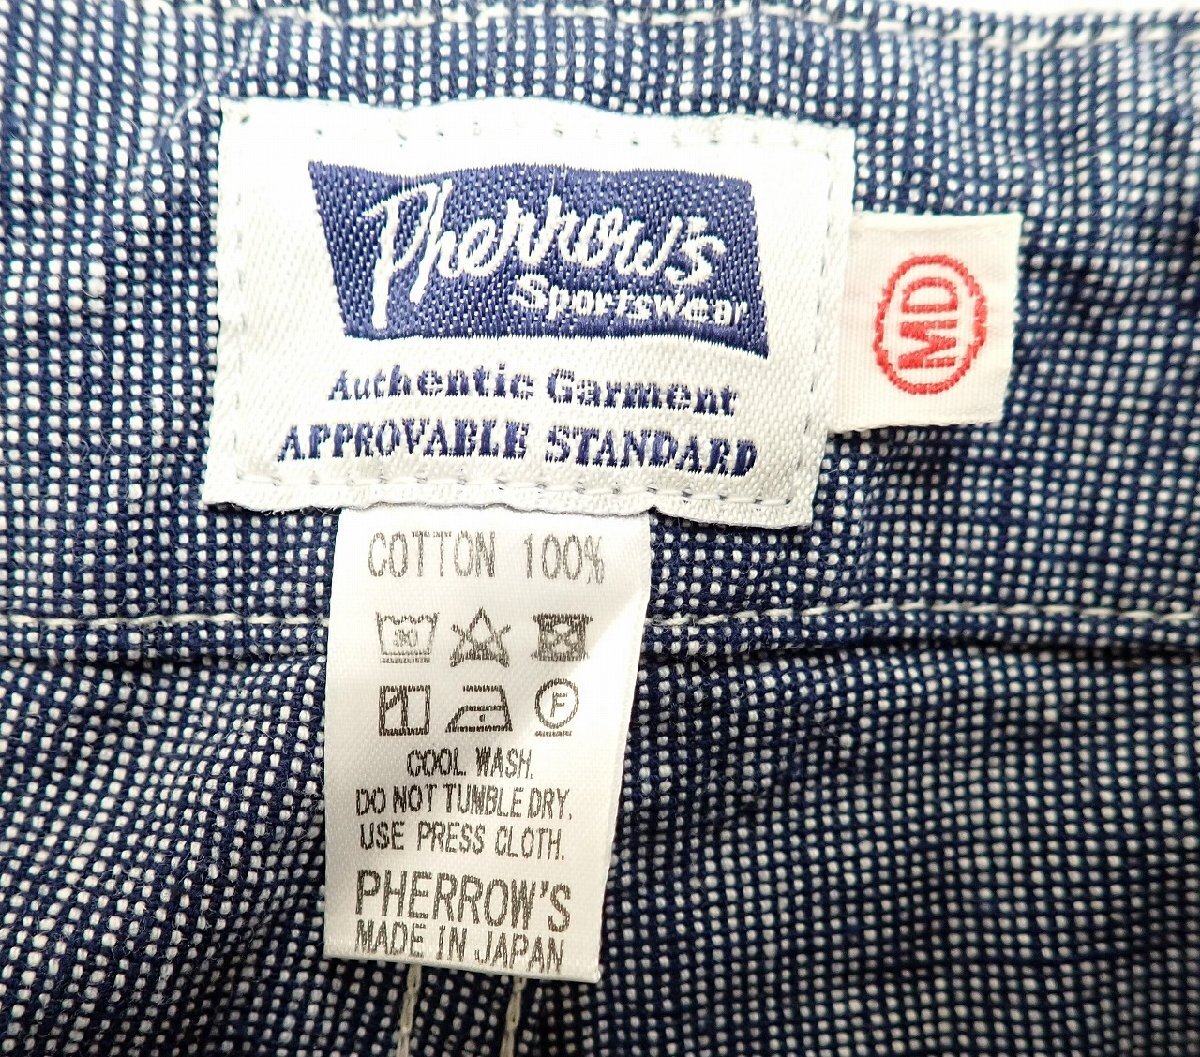 Pherrow's
Sportswear
Authentic Garment
APPROVABLE STANDARD
MD
COTTON 100%
30
F
COOL WASH.
DO NOT TUMBLE DRY.
USE PRESS CLOTH.
PHERROW'S
MADE IN JAPAN